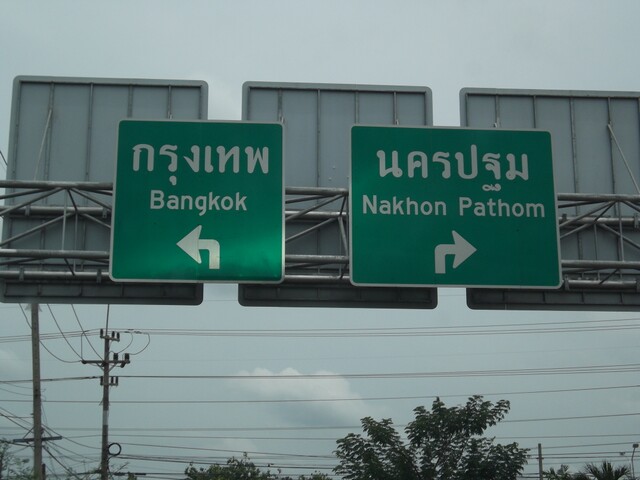 กรุงเทพ
Bangkok
นครปฐม
Nakhon Pathom